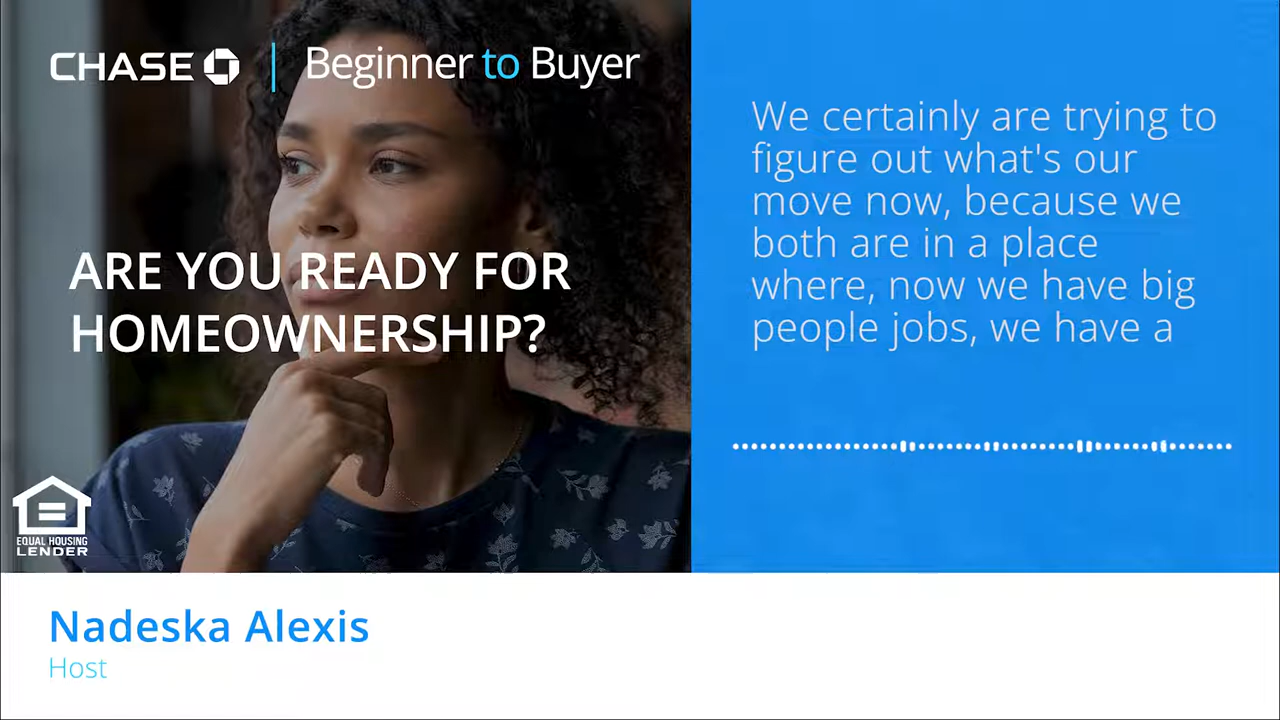 CHASE
Beginner to Buyer
ARE YOU READY FOR
HOMEOWNERSHIP?
EQUAL HOUSING
LENDER
We certainly are trying to
figure out what's our
move now, because we
both are in a place
where, now we have big
people jobs, we have a
Nadeska Alexis
Host